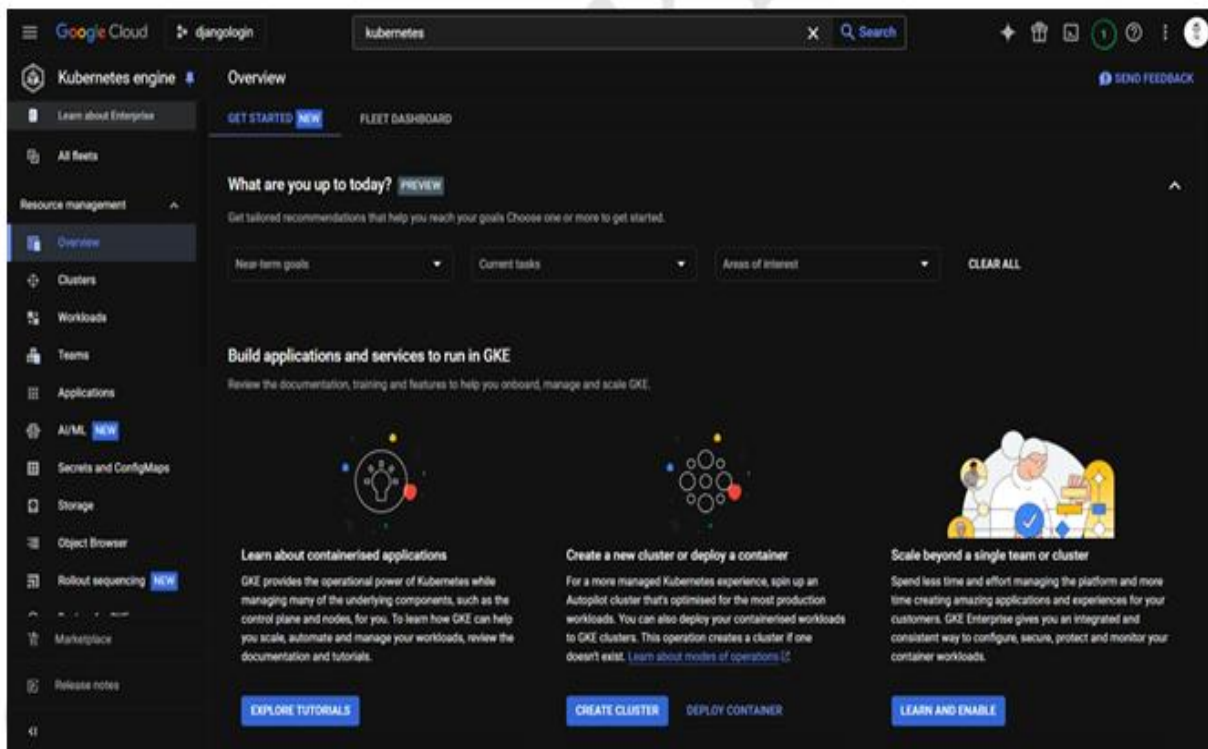 Google Cloud
djangologin
kubernetes
Search
1
Kubernetes engine
Overview
SEND FEEDBACK
Learn about Enterprise
GET STARTED NEW
FLEET DASHBOARD
All fleets
What are you up to today? PREVIEW
Resource management
Get tailored recommendations that help you reach your goals Choose one or more to get started.
Overview
Near-term goals
Current tasks
Areas of interest
CLEAR ALL
Clusters
Workloads
Teams
Build applications and services to run in GKE
Review the documentation, training and features to help you onboard, manage and scale GKE.
Applications
AI/ML NEW
Secrets and ConfigMaps
Storage
Object Browser
Rollout sequencing NEW
Marketplace
Release notes
Learn about containerised applications
GKE provides the operational power of Kubernetes while
managing many of the underlying components, such as the
control plane and nodes, for you. To learn how GKE can help
you scale, automate and manage your workloads, review the
documentation and tutorials.
EXPLORE TUTORIALS
Create a new cluster or deploy a container
For a more managed Kubernetes experience, spin up an
Autopilot cluster that's optimised for the most production
workloads. You can also deploy your containerised workloads
to GKE clusters. This operation creates a cluster if one
doesn't exist. Learn about modes of operations
CREATE CLUSTER
DEPLOY CONTAINER
Scale beyond a single team or cluster
Spend less time and effort managing the platform and more
time creating amazing applications and experiences for your
customers. GKE Enterprise gives you an integrated and
consistent way to configure, secure, protect and monitor your
container workloads.
LEARN AND ENABLE